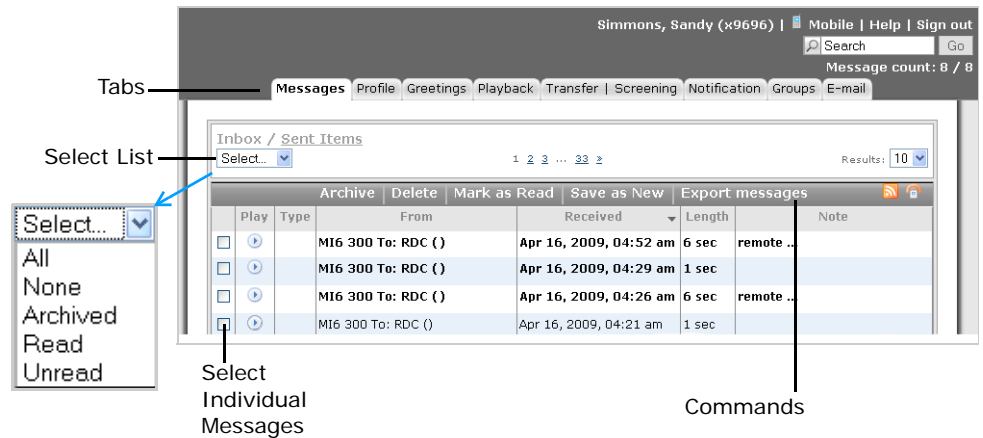 Simmons, Sandy (x9696) | Mobile | Help | Sign out
Search Go
Message count: 8 / 8
Tabs
Messages Profile Greetings Playback Transfer | Screening Notification Groups E-mail
Inbox / Sent Items
Select List
Select... 1 2 3 ... 33 » Results: 10
Archive | Delete | Mark as Read | Save as New | Export messages
Play Type From Received Length Note
MI6 300 To: RDC () Apr 16, 2009, 04:52 am 6 sec remote ...
MI6 300 To: RDC () Apr 16, 2009, 04:29 am 1 sec
MI6 300 To: RDC () Apr 16, 2009, 04:26 am 6 sec remote ...
MI6 300 To: RDC () Apr 16, 2009, 04:21 am 1 sec
Select...
All
None
Archived
Read
Unread
Select
Individual
Messages
Commands